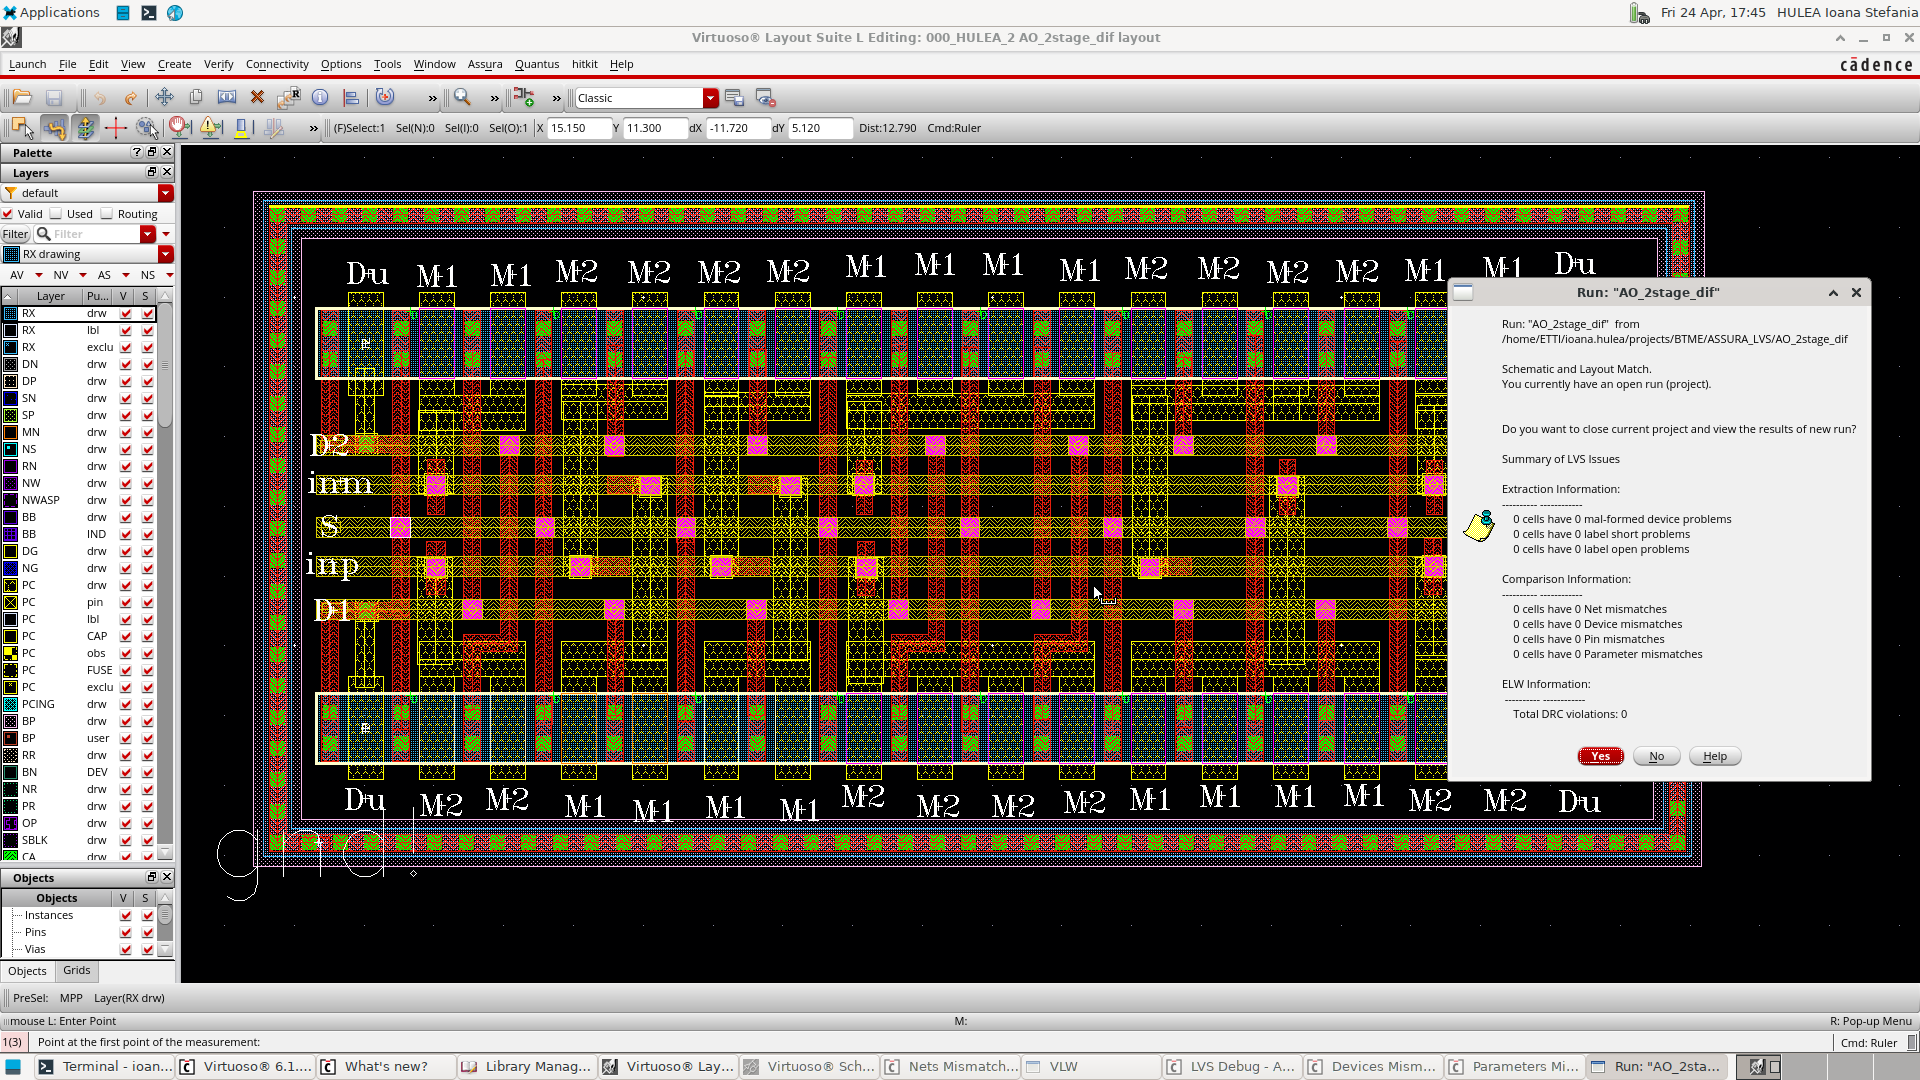 Applications
Fri 24 Apr, 17:45 HULEA Ioana Stefania
Virtuoso® Layout Suite L Editing: 000_HULEA_2 AO_2stage_dif layout
Launch File Edit View Create Verify Connectivity Options Tools Window Assura Quantus hitkit Help
cādence
» » » Classic
» (F)Select:1 Sel(N):0 Sel(I):0 Sel(O):1 X 15.150 Y 11.300 dX -11.720 dY 5.120 Dist:12.790 Cmd:Ruler
Palette
Layers
default
Valid Used Routing
Filter Filter
RX drawing
AV NV AS NS
Layer Pu... V S
RX drw
RX lbl
RX exclu
DN drw
DP drw
SN drw
SP drw
MN drw
NS drw
RN drw
NW drw
NWASP drw
BB drw
BB IND
DG drw
NG drw
PC drw
PC pin
PC lbl
PC CAP
PC obs
PC FUSE
PC exclu
PCING drw
BP drw
BP user
RR drw
BN DEV
NR drw
PR drw
OP drw
SBLK drw
CA drw
Objects
Objects V S
Instances
Pins
Vias
Objects Grids
Du M1 M1 M2 M2 M2 M2 M1 M1 M1 M1 M2 M2 M2 M2 M1 M1 Du
D2
inm
S
inp
D1
Du M2 M2 M1 M1 M1 M1 M2 M2 M2 M2 M1 M1 M1 M1 M2 M2 Du
gnd!
Run: "AO_2stage_dif"
Run: "AO_2stage_dif" from
/home/ETTI/ioana.hulea/projects/BTME/ASSURA_LVS/AO_2stage_dif
Schematic and Layout Match.
You currently have an open run (project).
Do you want to close current project and view the results of new run?
Summary of LVS Issues
Extraction Information:
---------- ------------
0 cells have 0 mal-formed device problems
0 cells have 0 label short problems
0 cells have 0 label open problems
Comparison Information:
---------- ------------
0 cells have 0 Net mismatches
0 cells have 0 Device mismatches
0 cells have 0 Pin mismatches
0 cells have 0 Parameter mismatches
ELW Information:
---------- ------------
Total DRC violations: 0
Yes No Help
PreSel: MPP Layer(RX drw)
mouse L: Enter Point M: R: Pop-up Menu
1(3) Point at the first point of the measurement: Cmd: Ruler
Terminal - ioan... Virtuoso® 6.1.... What's new? Library Manag... Virtuoso® Lay... Virtuoso® Sch... Nets Mismatch... VLW LVS Debug - A... Devices Mism... Parameters Mi... Run: "AO_2sta...